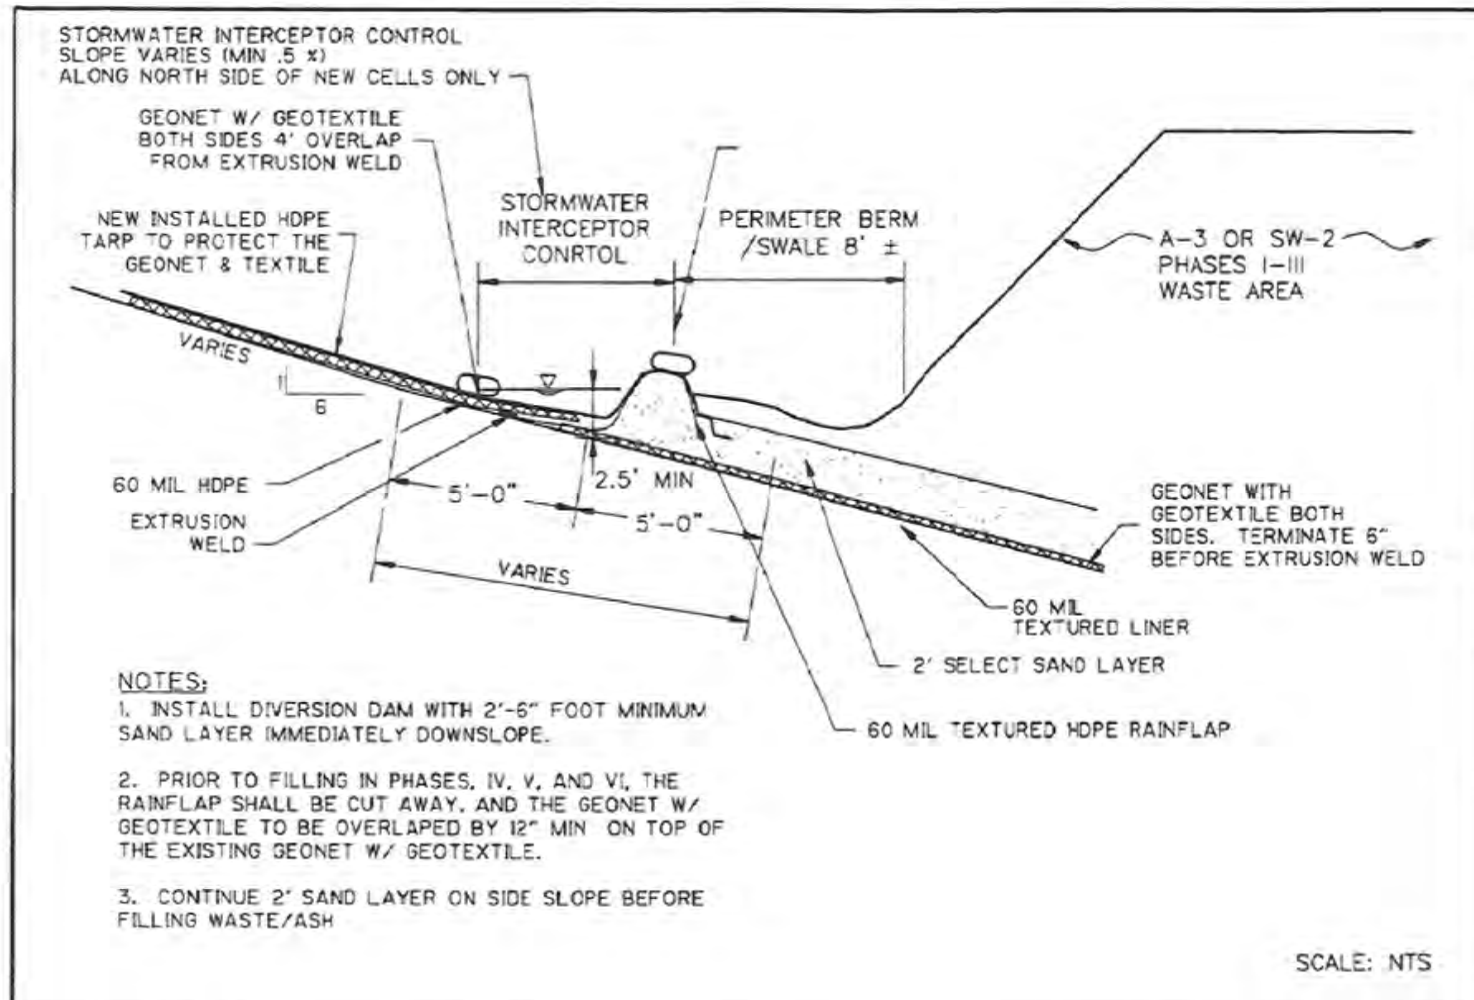 STORMWATER INTERCEPTOR CONTROL
SLOPE VARIES (MIN .5 %)
ALONG NORTH SIDE OF NEW CELLS ONLY
GEONET W/ GEOTEXTILE
BOTH SIDES 4' OVERLAP
FROM EXTRUSION WELD
NEW INSTALLED HDPE
TARP TO PROTECT THE
GEONET & TEXTILE
STORMWATER
INTERCEPTOR
CONRTOL
PERIMETER BERM
/SWALE 8' ±
A-3 OR SW-2
PHASES I-III
WASTE AREA
VARIES
1
6
60 MIL HDPE
EXTRUSION
WELD
5'-0"
2.5' MIN
5'-0"
VARIES
GEONET WITH
GEOTEXTILE BOTH
SIDES. TERMINATE 6"
BEFORE EXTRUSION WELD
60 MIL
TEXTURED LINER
2' SELECT SAND LAYER
60 MIL TEXTURED HDPE RAINFLAP
NOTES:
1. INSTALL DIVERSION DAM WITH 2'-6" FOOT MINIMUM
SAND LAYER IMMEDIATELY DOWNSLOPE.
2. PRIOR TO FILLING IN PHASES, IV, V, AND VI, THE
RAINFLAP SHALL BE CUT AWAY, AND THE GEONET W/
GEOTEXTILE TO BE OVERLAPED BY 12" MIN ON TOP OF
THE EXISTING GEONET W/ GEOTEXTILE.
3. CONTINUE 2' SAND LAYER ON SIDE SLOPE BEFORE
FILLING WASTE/ASH
SCALE: NTS